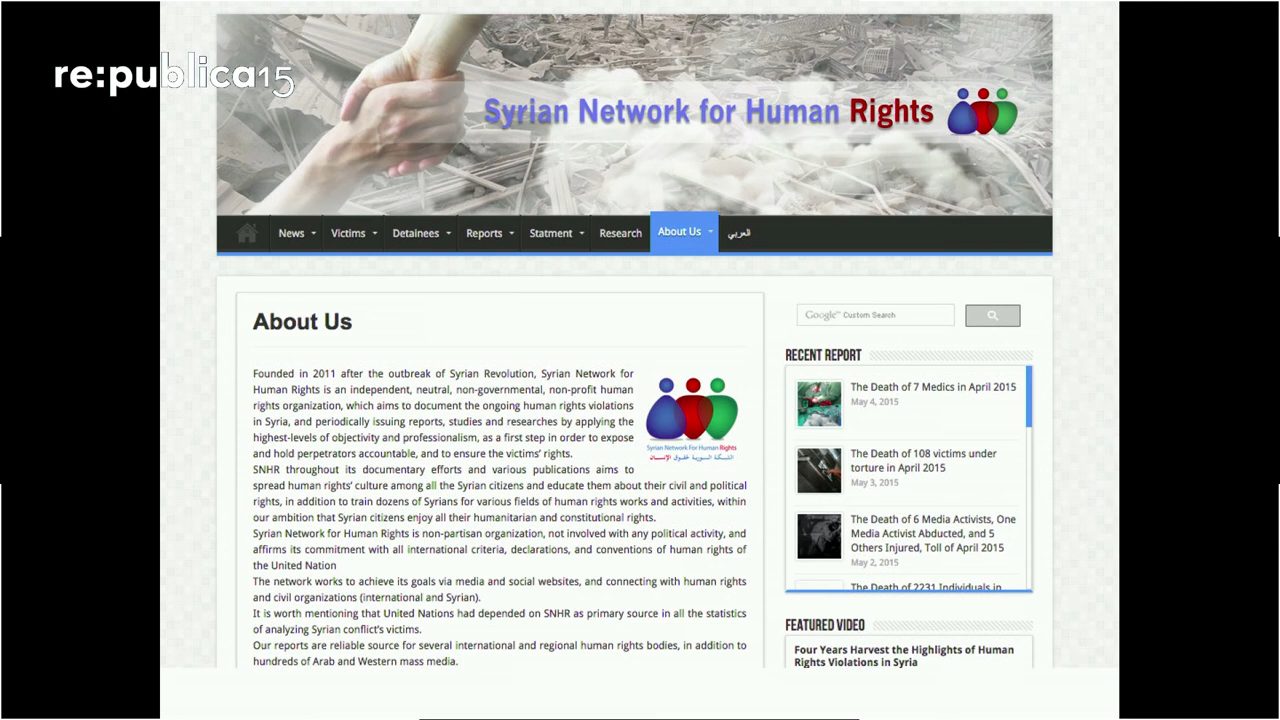 re:publica15
Syrian Network for Human Rights
News
Victims
Detainees
Reports
Statment
Research
About Us
العربي
About Us
Founded in 2011 after the outbreak of Syrian Revolution, Syrian Network for
Human Rights is an independent, neutral, non-governmental, non-profit human
rights organization, which aims to document the ongoing human rights violations
in Syria, and periodically issuing reports, studies and researches by applying the
highest-levels of objectivity and professionalism, as a first step in order to expose
and hold perpetrators accountable, and to ensure the victims' rights.
SNHR throughout its documentary efforts and various publications aims to
spread human rights' culture among all the Syrian citizens and educate them about their civil and political
rights, in addition to train dozens of Syrians for various fields of human rights works and activities, within
our ambition that Syrian citizens enjoy all their humanitarian and constitutional rights.
Syrian Network for Human Rights is non-partisan organization, not involved with any political activity, and
affirms its commitment with all international criteria, declarations, and conventions of human rights of
the United Nation
The network works to achieve its goals via media and social websites, and connecting with human rights
and civil organizations (international and Syrian).
It is worth mentioning that United Nations had depended on SNHR as primary source in all the statistics
of analyzing Syrian conflict's victims.
Our reports are reliable source for several international and regional human rights bodies, in addition to
hundreds of Arab and Western mass media.
Syrian Network For Human Rights
الشبكة السورية لحقوق الإنسان
Google™ Custom Search
RECENT REPORT
The Death of 7 Medics in April 2015
May 4, 2015
The Death of 108 victims under
torture in April 2015
May 3, 2015
The Death of 6 Media Activists, One
Media Activist Abducted, and 5
Others Injured, Toll of April 2015
May 2, 2015
The Death of 2231 Individuals in
FEATURED VIDEO
Four Years Harvest the Highlights of Human
Rights Violations in Syria